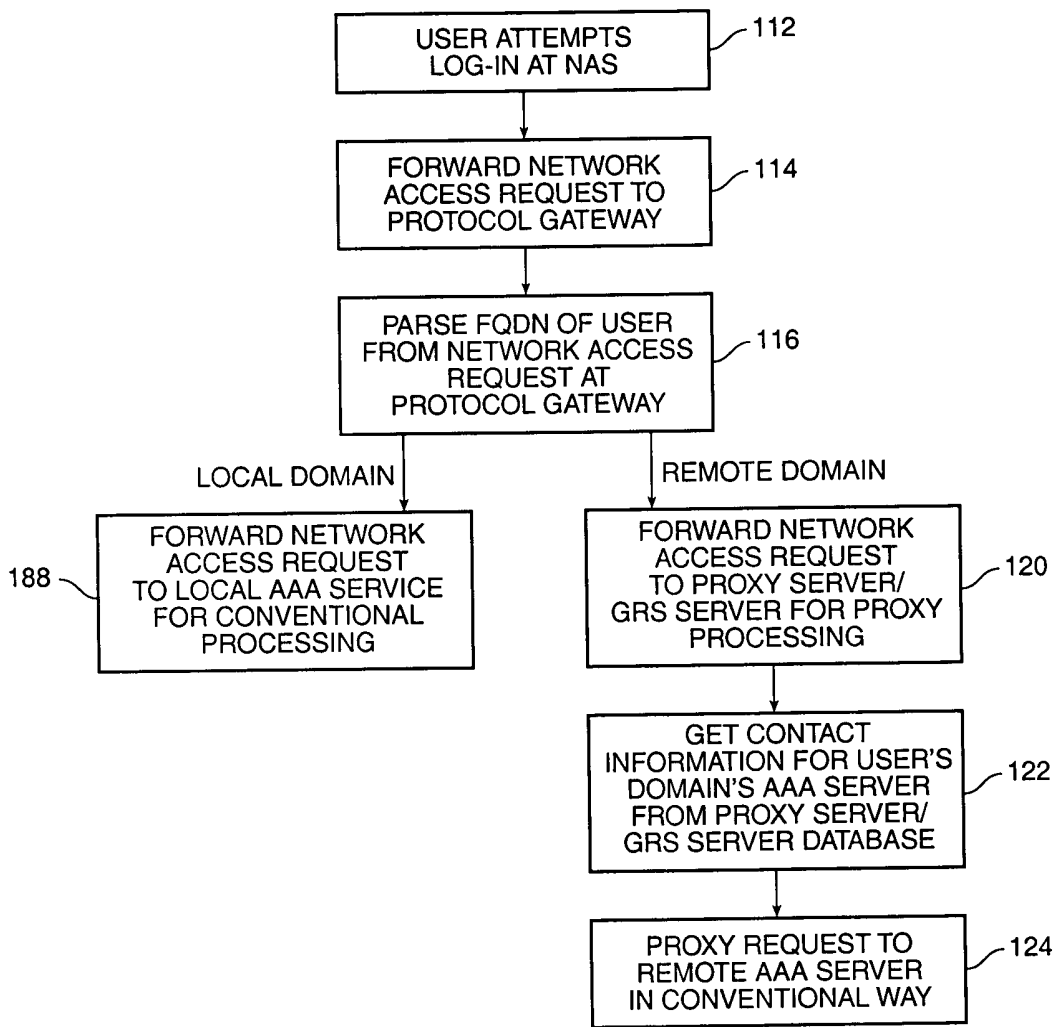 USER ATTEMPTS
LOG-IN AT NAS
112
FORWARD NETWORK
ACCESS REQUEST TO
PROTOCOL GATEWAY
114
PARSE FQDN OF USER
FROM NETWORK ACCESS
REQUEST AT
PROTOCOL GATEWAY
116
LOCAL DOMAIN
REMOTE DOMAIN
FORWARD NETWORK
ACCESS REQUEST
TO LOCAL AAA SERVICE
FOR CONVENTIONAL
PROCESSING
188
FORWARD NETWORK
ACCESS REQUEST
TO PROXY SERVER/
GRS SERVER FOR PROXY
PROCESSING
120
GET CONTACT
INFORMATION FOR USER'S
DOMAIN'S AAA SERVER
FROM PROXY SERVER/
GRS SERVER DATABASE
122
PROXY REQUEST TO
REMOTE AAA SERVER
IN CONVENTIONAL WAY
124